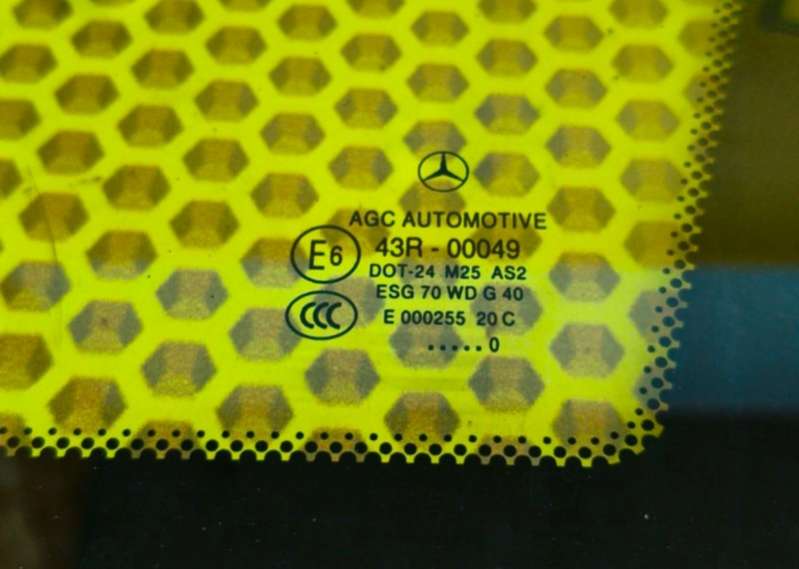 AGC AUTOMOTIVE
E6 43R - 00049
DOT-24 M25 AS2
ESG 70 WD G 40
CCC E 000255 20 C
.....0